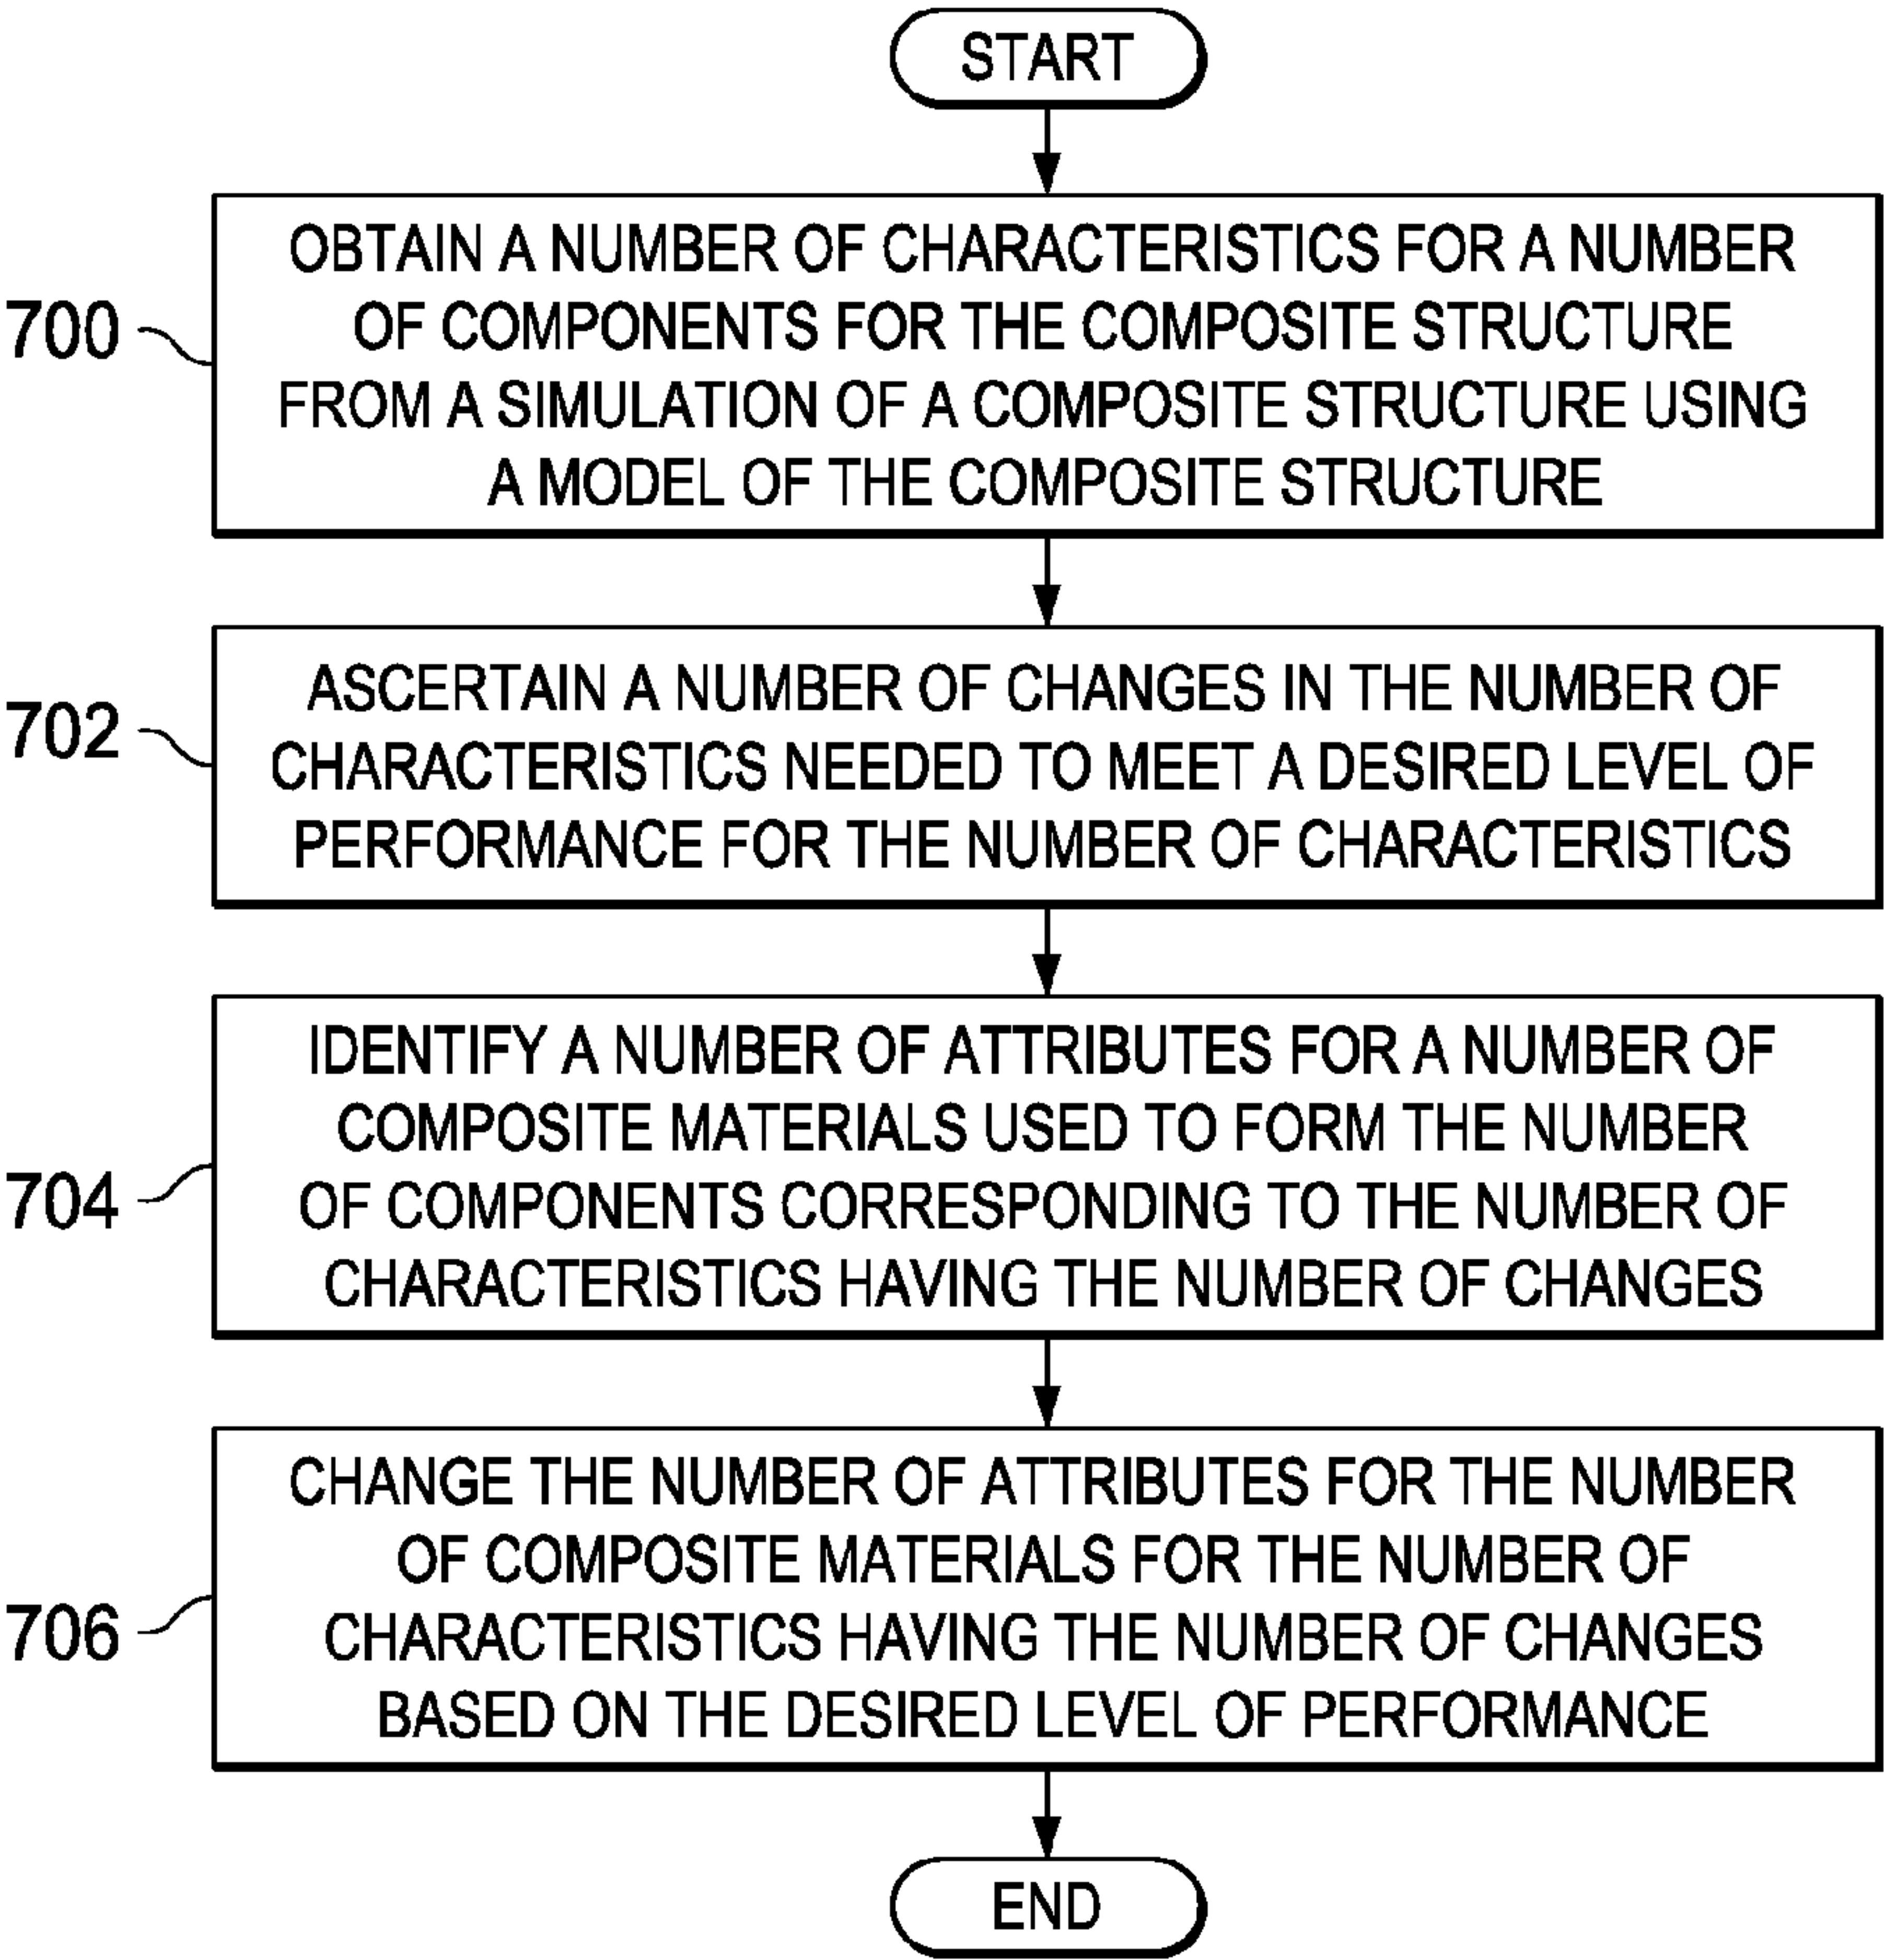 START
OBTAIN A NUMBER OF CHARACTERISTICS FOR A NUMBER
OF COMPONENTS FOR THE COMPOSITE STRUCTURE
FROM A SIMULATION OF A COMPOSITE STRUCTURE USING
A MODEL OF THE COMPOSITE STRUCTURE
700
ASCERTAIN A NUMBER OF CHANGES IN THE NUMBER OF
CHARACTERISTICS NEEDED TO MEET A DESIRED LEVEL OF
PERFORMANCE FOR THE NUMBER OF CHARACTERISTICS
702
IDENTIFY A NUMBER OF ATTRIBUTES FOR A NUMBER OF
COMPOSITE MATERIALS USED TO FORM THE NUMBER
OF COMPONENTS CORRESPONDING TO THE NUMBER OF
CHARACTERISTICS HAVING THE NUMBER OF CHANGES
704
CHANGE THE NUMBER OF ATTRIBUTES FOR THE NUMBER
OF COMPOSITE MATERIALS FOR THE NUMBER OF
CHARACTERISTICS HAVING THE NUMBER OF CHANGES
BASED ON THE DESIRED LEVEL OF PERFORMANCE
706
END